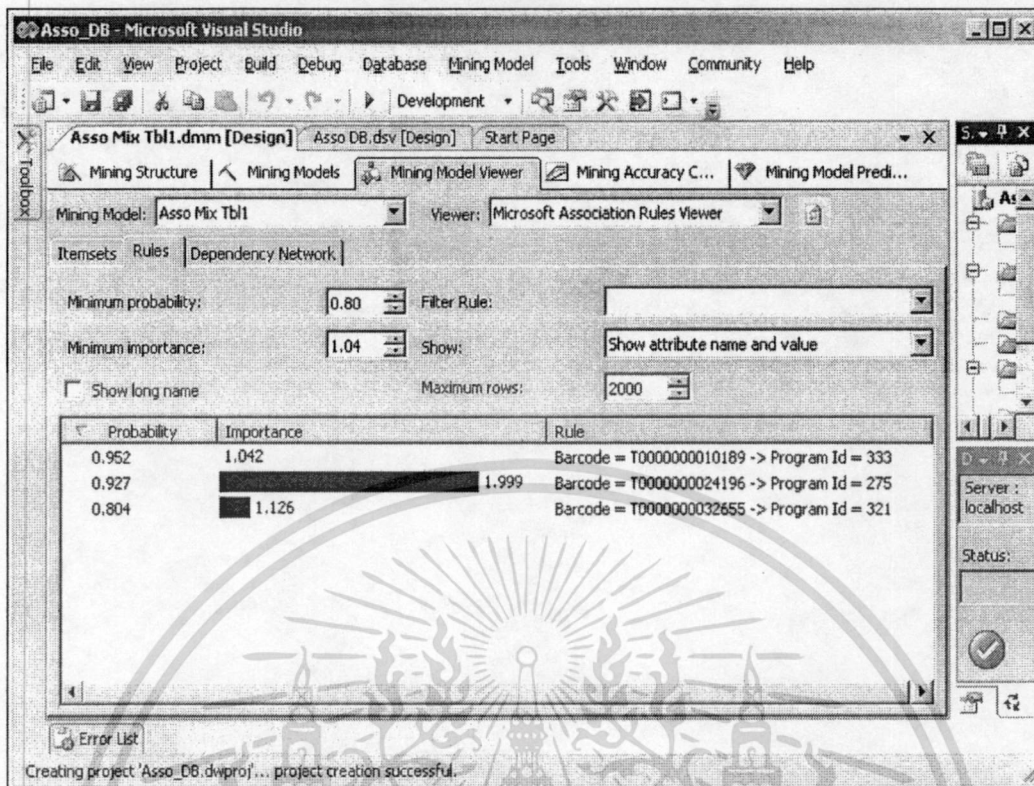 Asso_DB - Microsoft Visual Studio
File Edit View Project Build Debug Database Mining Model Tools Window Community Help
Development
Toolbox
Asso Mix Tbl1.dmm [Design] Asso DB.dsv [Design] Start Page
S.
Mining Structure Mining Models Mining Model Viewer Mining Accuracy C... Mining Model Predi...
Mining Model: Asso Mix Tbl1 Viewer: Microsoft Association Rules Viewer
As
Itemsets Rules Dependency Network
Minimum probability: 0.80 Filter Rule:
Minimum importance: 1.04 Show: Show attribute name and value
Show long name Maximum rows: 2000
Probability Importance Rule
0.952 1.042 Barcode = T0000000010189 -> Program Id = 333
0.927 1.999 Barcode = T0000000024196 -> Program Id = 275
0.804 1.126 Barcode = T0000000032655 -> Program Id = 321
D
Server :
localhost
Status:
Error List
Creating project 'Asso_DB.dwproj'... project creation successful.